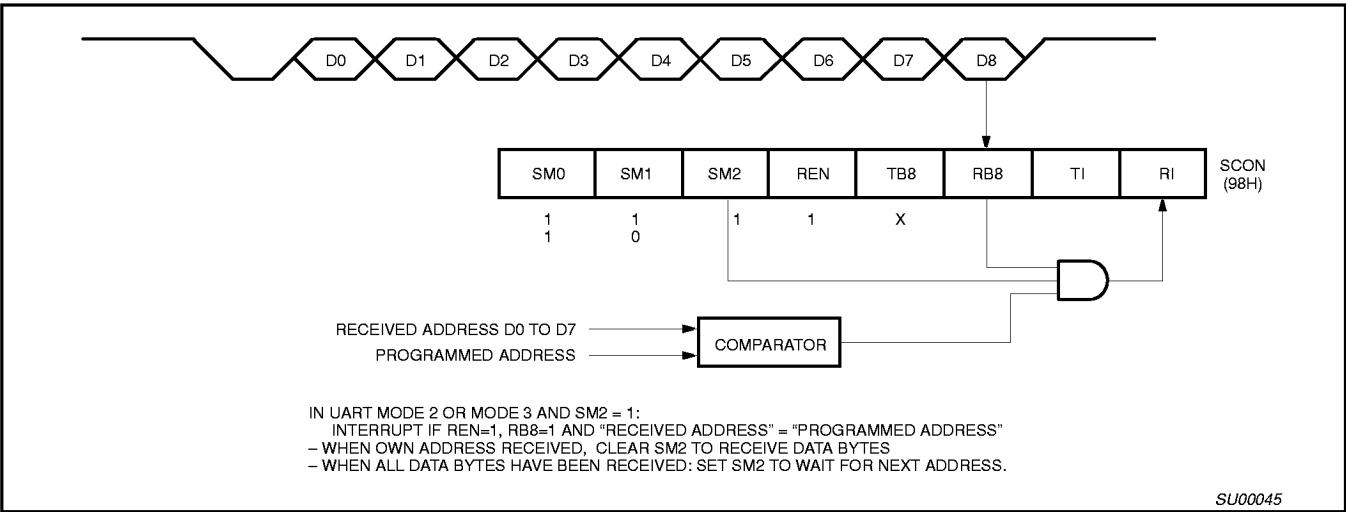 D0 D1 D2 D3 D4 D5 D6 D7 D8
SM0 SM1 SM2 REN TB8 RB8 TI RI
SCON
(98H)
1 1 1 1 X
1 0
RECEIVED ADDRESS D0 TO D7
PROGRAMMED ADDRESS
COMPARATOR
IN UART MODE 2 OR MODE 3 AND SM2 = 1:
INTERRUPT IF REN=1, RB8=1 AND “RECEIVED ADDRESS” = “PROGRAMMED ADDRESS”
– WHEN OWN ADDRESS RECEIVED, CLEAR SM2 TO RECEIVE DATA BYTES
– WHEN ALL DATA BYTES HAVE BEEN RECEIVED: SET SM2 TO WAIT FOR NEXT ADDRESS.
SU00045